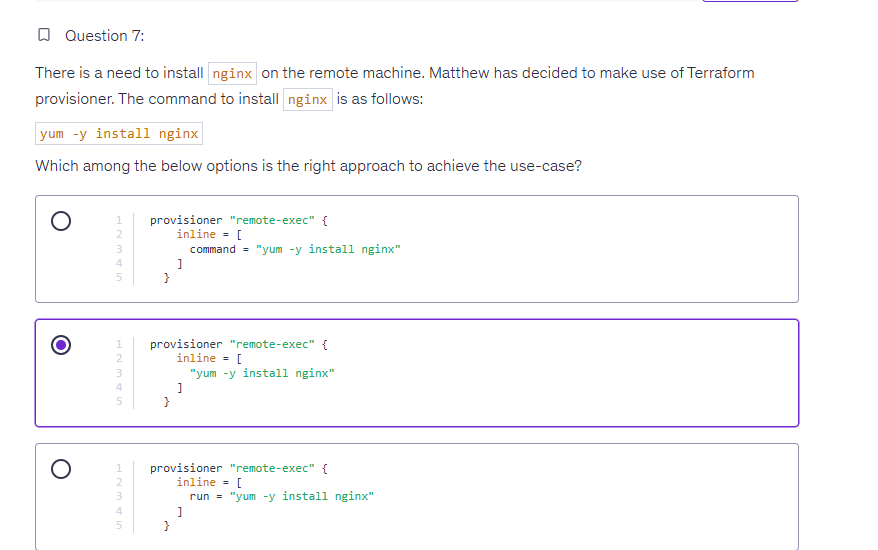 Question 7:
There is a need to install nginx on the remote machine. Matthew has decided to make use of Terraform
provisioner. The command to install nginx is as follows:
yum -y install nginx
Which among the below options is the right approach to achieve the use-case?
1 provisioner "remote-exec" {
2 inline = [
3 command = "yum -y install nginx"
4 ]
5 }
1 provisioner "remote-exec" {
2 inline = [
3 "yum -y install nginx"
4 ]
5 }
1 provisioner "remote-exec" {
2 inline = [
3 run = "yum -y install nginx"
4 ]
5 }